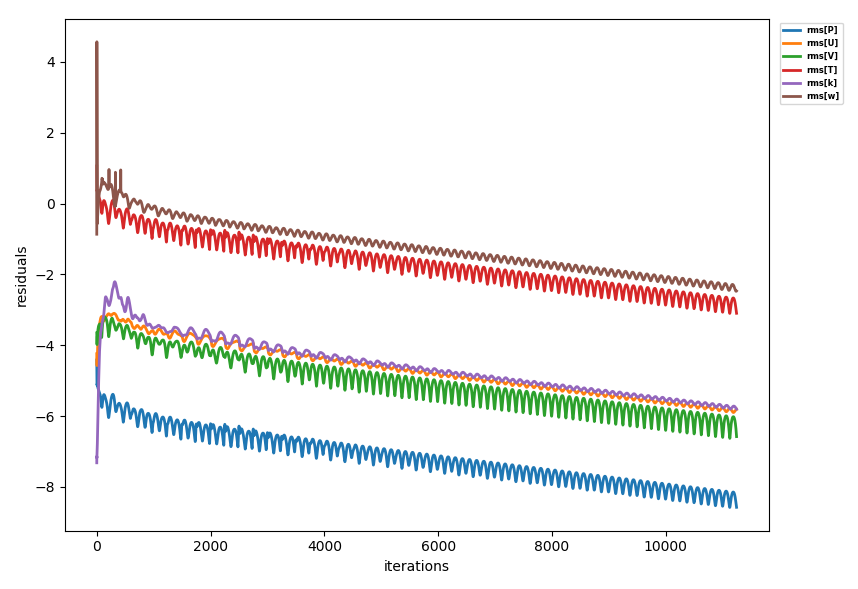 4
2
0
−2
−4
−6
−8
residuals
0
2000
4000
6000
8000
10000
iterations
rms[P]
rms[U]
rms[V]
rms[T]
rms[k]
rms[w]